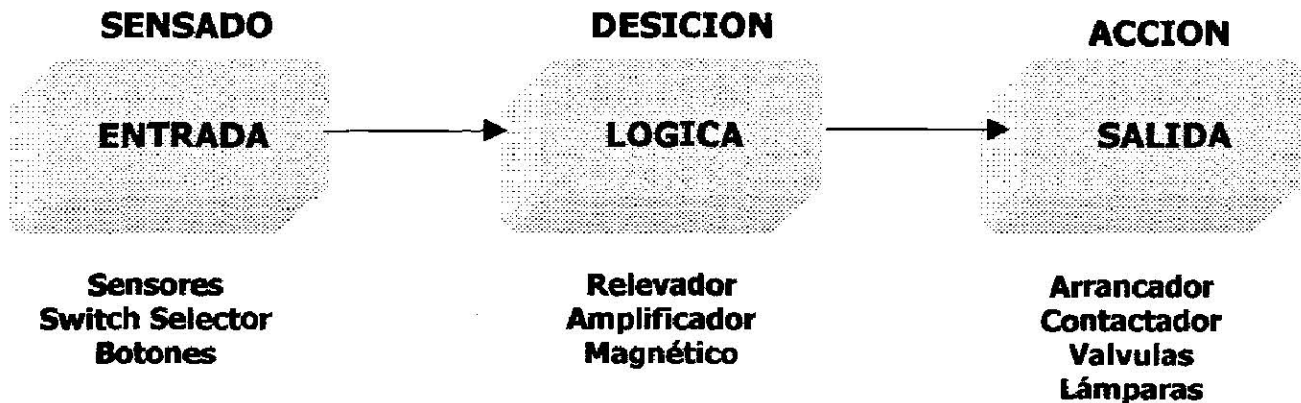 SENSADO
ENTRADA
Sensores
Switch Selector
Botones
DESICION
LOGICA
Relevador
Amplificador
Magnético
ACCION
SALIDA
Arrancador
Contactador
Valvulas
Lámparas